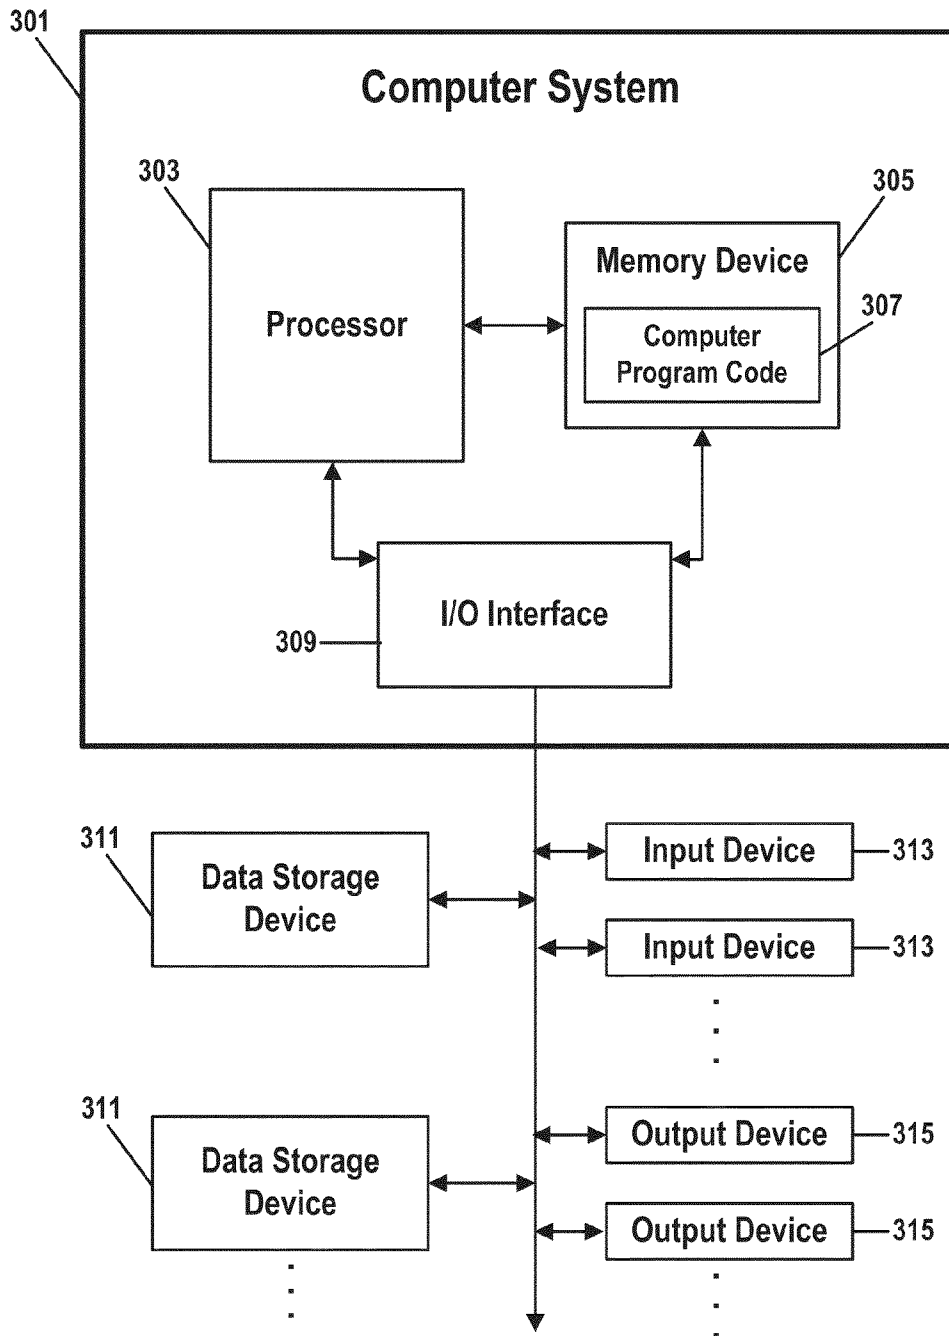 301
Computer System
303
305
Memory Device
307
Processor
Computer
Program Code
I/O Interface
309
311
Data Storage
Device
Input Device
313
Input Device
313
311
Data Storage
Device
Output Device
315
Output Device
315